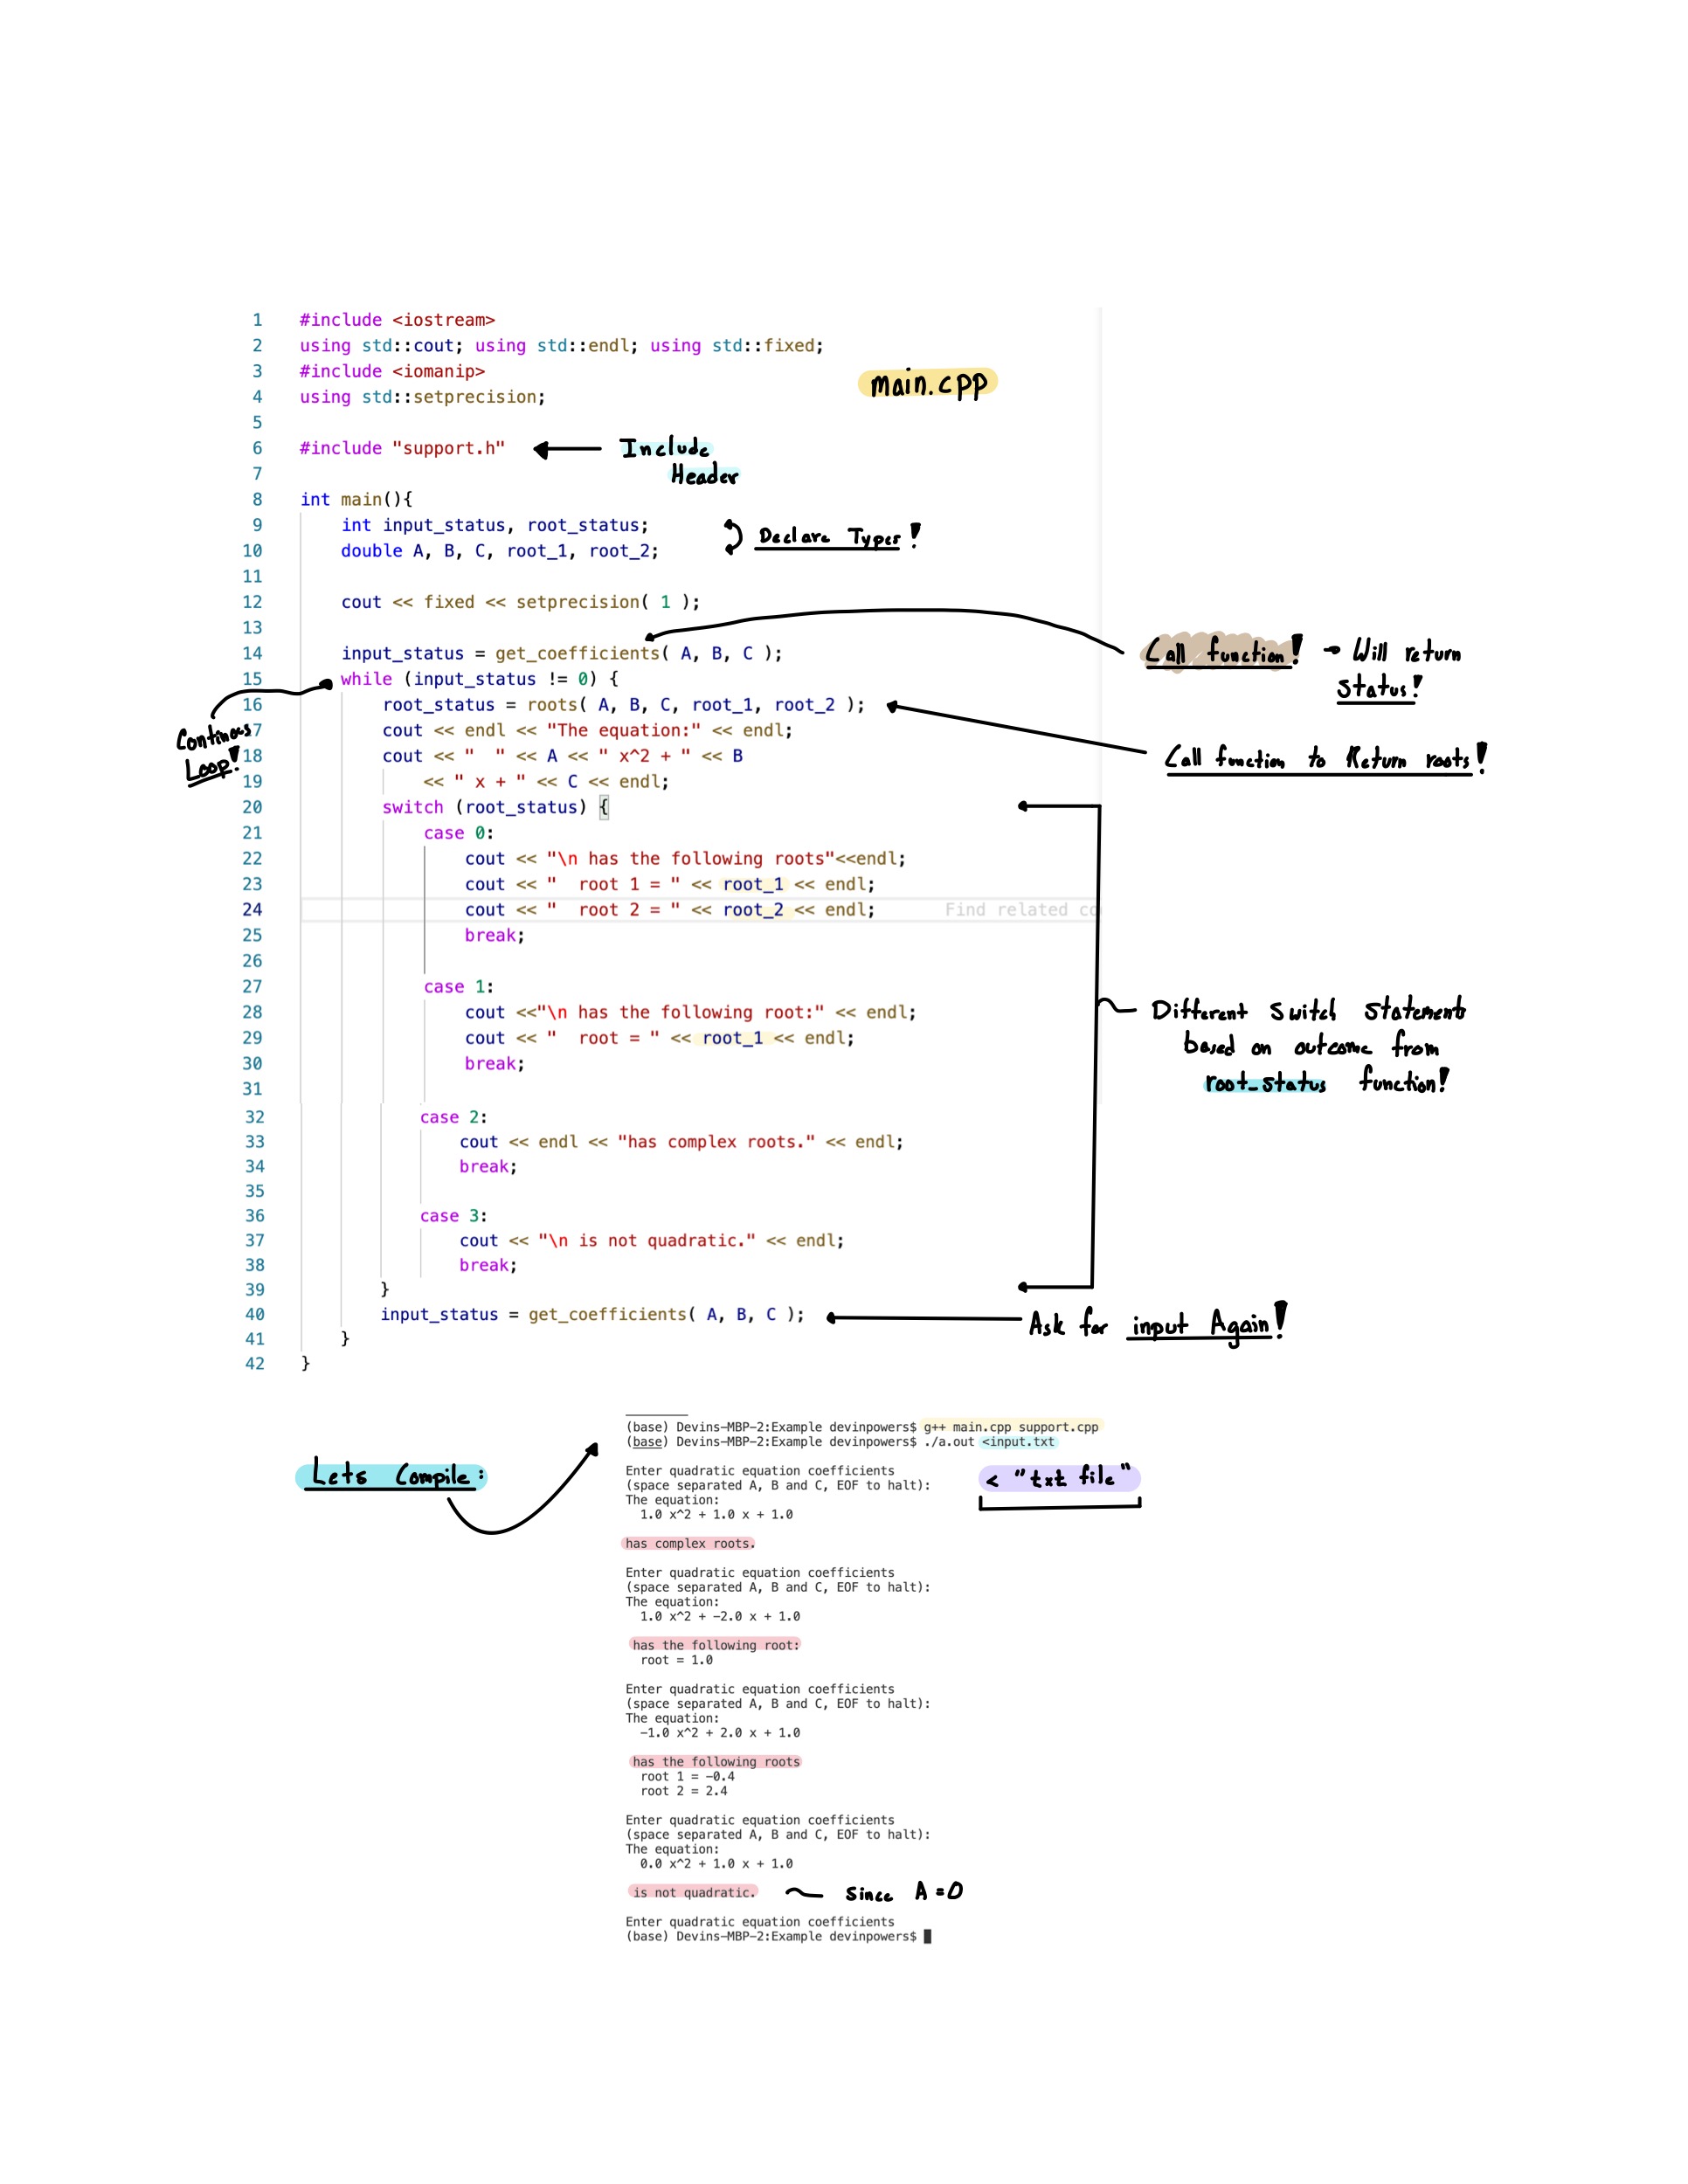 1 #include <iostream>
2 using std::cout; using std::endl; using std::fixed;
3 #include <iomanip>
main.cpp
4 using std::setprecision;
5
6 #include "support.h"
Include
7
Header
8 int main(){
9 int input_status, root_status;
Declare Types!
10 double A, B, C, root_1, root_2;
11
12 cout << fixed << setprecision( 1 );
13
14 input_status = get_coefficients( A, B, C );
Call function! → Will return
Status!
15 while (input_status != 0) {
Continous
Loop!
16 root_status = roots( A, B, C, root_1, root_2 );
17 cout << endl << "The equation:" << endl;
18 cout << "  " << A << " x^2 + " << B
Call function to Return roots!
19 << " x + " << C << endl;
20 switch (root_status) {
21 case 0:
22 cout << "\n has the following roots"<<endl;
23 cout << "  root 1 = " << root_1 << endl;
24 cout << "  root 2 = " << root_2 << endl; Find related co
25 break;
26
27 case 1:
28 cout <<"\n has the following root:" << endl;
29 cout << "  root = " << root_1 << endl;
30 break;
31
Different Switch Statements
based on outcome from
root_status function!
32 case 2:
33 cout << endl << "has complex roots." << endl;
34 break;
35
36 case 3:
37 cout << "\n is not quadratic." << endl;
38 break;
39 }
40 input_status = get_coefficients( A, B, C );
Ask for input Again!
41 }
42 }
Lets Compile:
(base) Devins-MBP-2:Example devinpowers$ g++ main.cpp support.cpp
(base) Devins-MBP-2:Example devinpowers$ ./a.out <input.txt
< "txt file"
Enter quadratic equation coefficients
(space separated A, B and C, EOF to halt):
The equation:
1.0 x^2 + 1.0 x + 1.0
has complex roots.
Enter quadratic equation coefficients
(space separated A, B and C, EOF to halt):
The equation:
1.0 x^2 + -2.0 x + 1.0
has the following root:
root = 1.0
Enter quadratic equation coefficients
(space separated A, B and C, EOF to halt):
The equation:
-1.0 x^2 + 2.0 x + 1.0
has the following roots
root 1 = -0.4
root 2 = 2.4
Enter quadratic equation coefficients
(space separated A, B and C, EOF to halt):
The equation:
0.0 x^2 + 1.0 x + 1.0
is not quadratic.
Since A=0
Enter quadratic equation coefficients
(base) Devins-MBP-2:Example devinpowers$